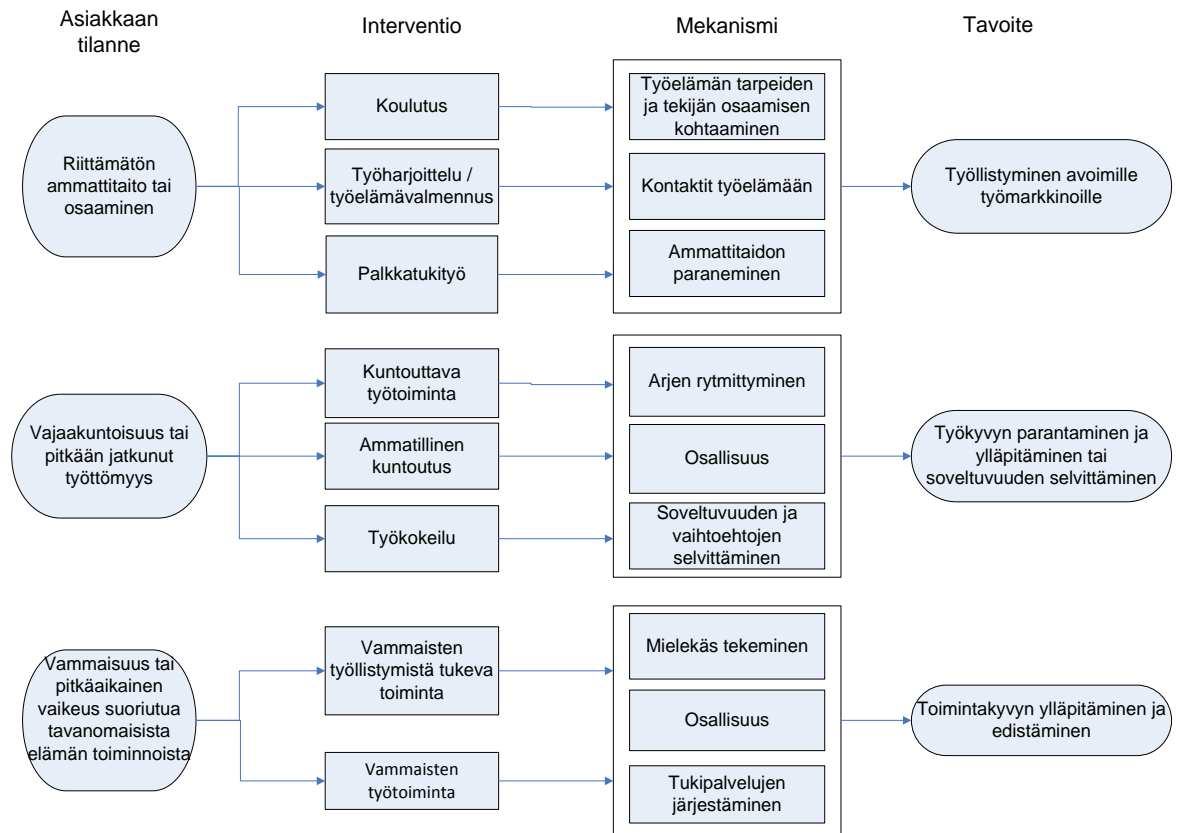 Asiakkaan
tilanne
Interventio
Mekanismi
Tavoite
Riittämätön
ammattitaito tai
osaaminen
Koulutus
Työharjoittelu /
työelämävalmennus
Palkkatukityö
Työelämän tarpeiden
ja tekijän osaamisen
kohtaaminen
Kontaktit työelämään
Ammattitaidon
paraneminen
Työllistyminen avoimille
työmarkkinoille
Vajaakuntoisuus tai
pitkään jatkunut
työttömyys
Kuntouttava
työtoiminta
Ammatillinen
kuntoutus
Työkokeilu
Arjen rytmittyminen
Osallisuus
Soveltuvuuden ja
vaihtoehtojen
selvittäminen
Työkyvyn parantaminen ja
ylläpitäminen tai
soveltuvuuden selvittäminen
Vammaisuus tai
pitkäaikainen
vaikeus suoriutua
tavanomaisista
elämän toiminnoista
Vammaisten
työllistymistä tukeva
toiminta
Vammaisten
työtoiminta
Mielekäs tekeminen
Osallisuus
Tukipalvelujen
järjestäminen
Toimintakyvyn ylläpitäminen ja
edistäminen